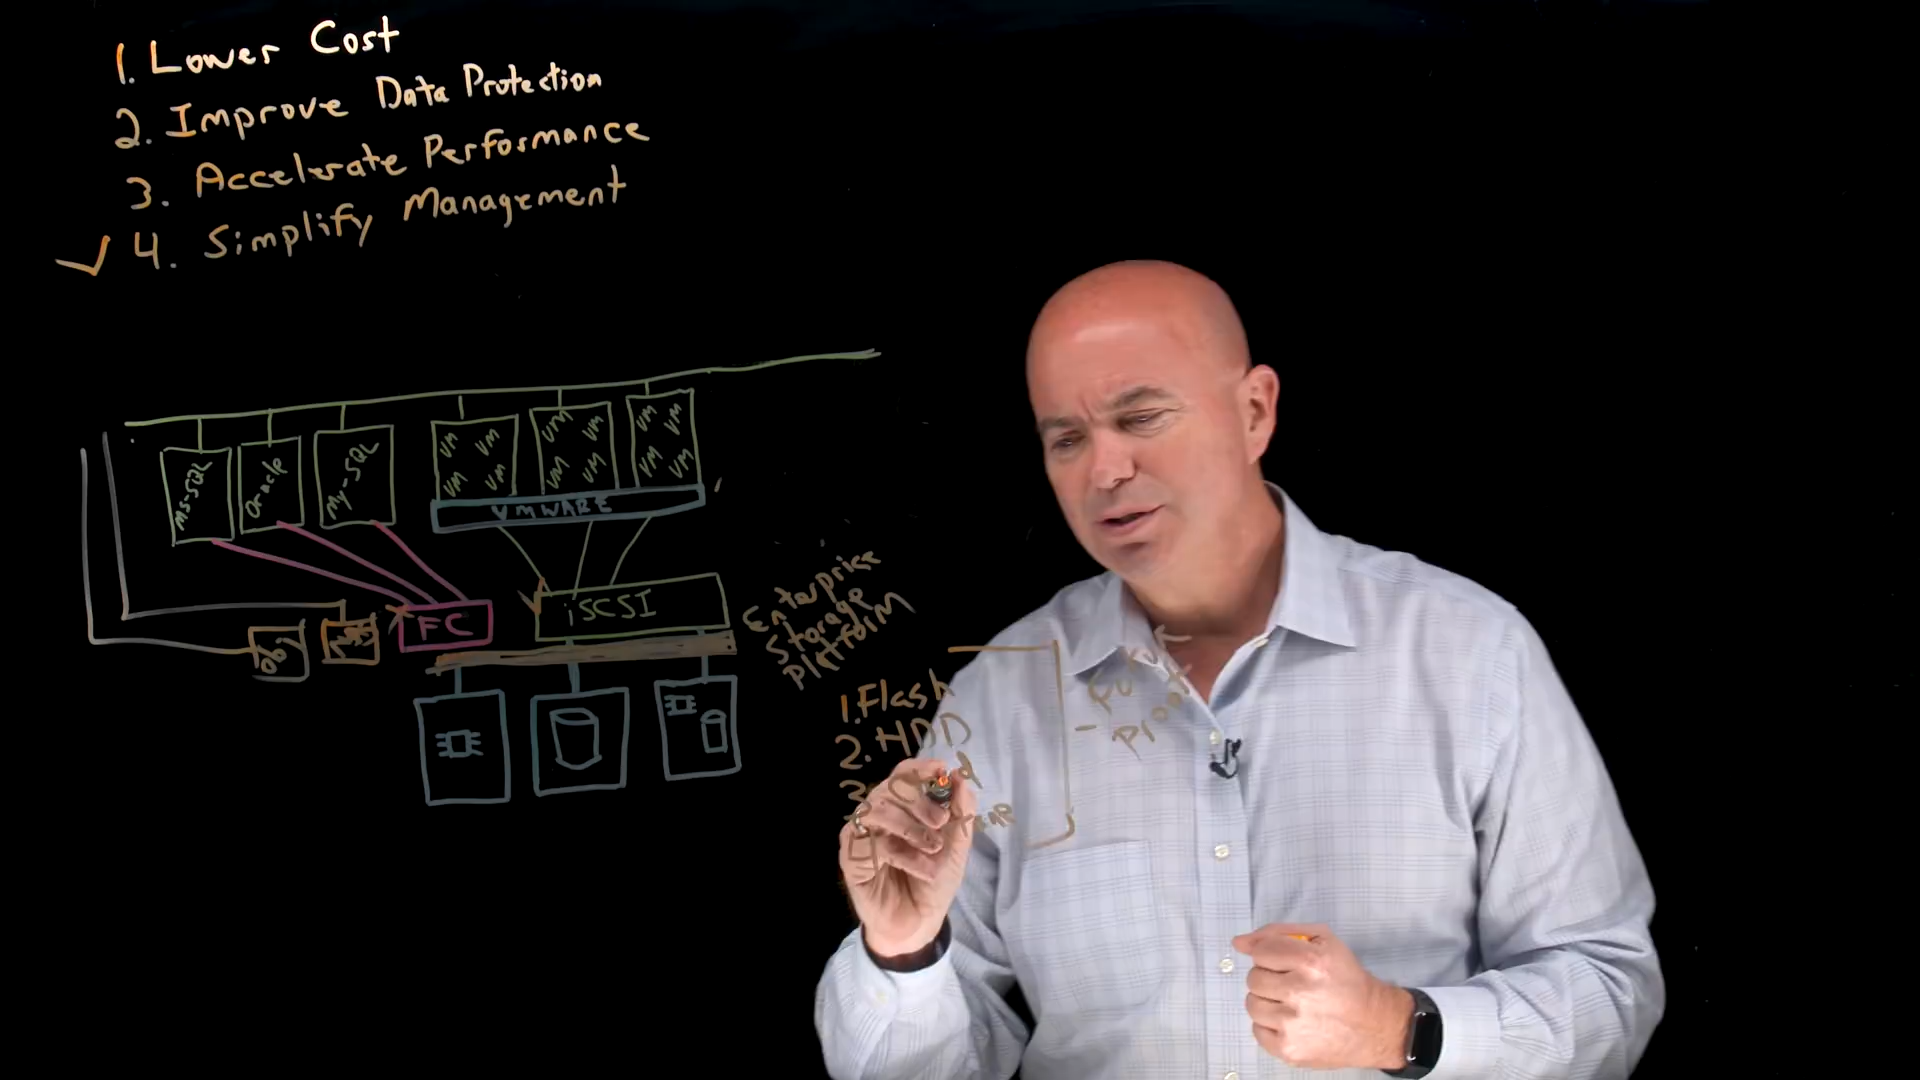 1. Lower Cost
2. Improve Data Protection
3. Accelerate Performance
✓ 4. Simplify Management
MS-SQL
Oracle
My-SQL
VM VM
VM VM
VM VM
VM VM
VM VM
VM VM
VMWARE
FC
iSCSI
Enterprise
Storage
Platform
1. Flash
2. HDD
3.
Proof